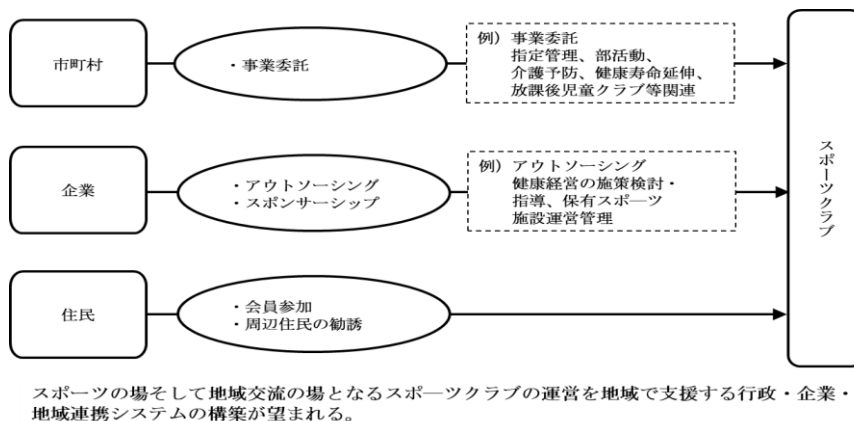 市町村
・事業委託
例）事業委託
指定管理、部活動、
介護予防、健康寿命延伸、
放課後児童クラブ等関連
企業
・アウトソーシング
・スポンサーシップ
例）アウトソーシング
健康経営の施策検討・
指導、保有スポーツ
施設運営管理
住民
・会員参加
・周辺住民の勧誘
スポーツクラブ
スポーツの場そして地域交流の場となるスポーツクラブの運営を地域で支援する行政・企業・
地域連携システムの構築が望まれる。